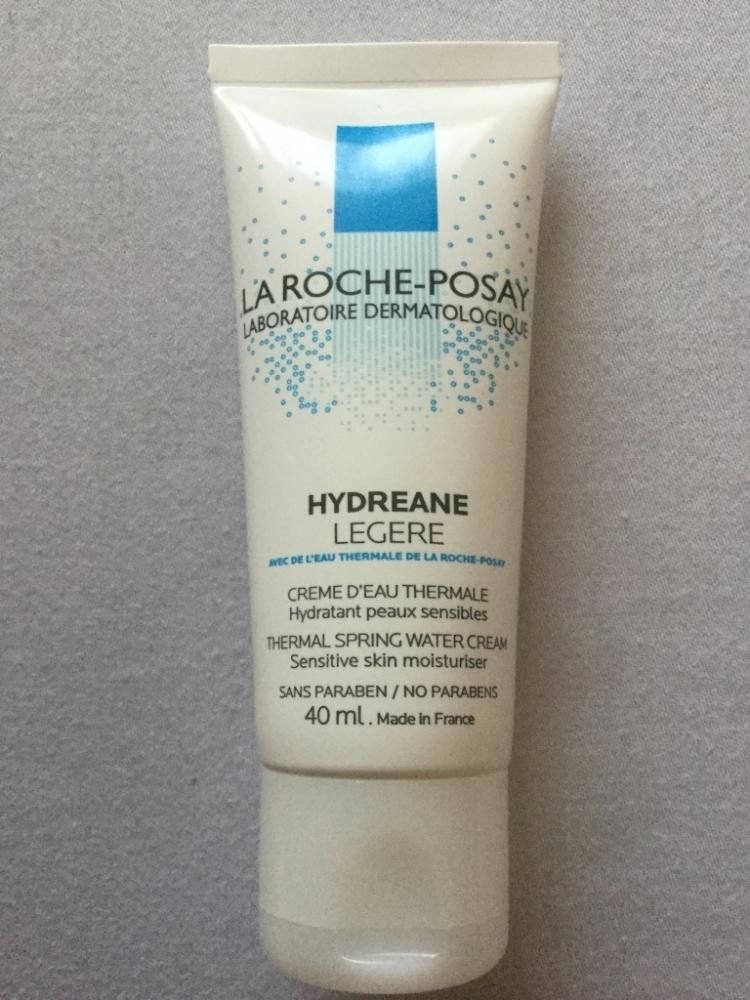 LA ROCHE-POSAY
LABORATOIRE DERMATOLOGIQUE
HYDREANE
LEGERE
AVEC DE L'EAU THERMALE DE LA ROCHE-POSAY
CREME D'EAU THERMALE
Hydratant peaux sensibles
THERMAL SPRING WATER CREAM
Sensitive skin moisturiser
SANS PARABEN / NO PARABENS
40 ml . Made in France